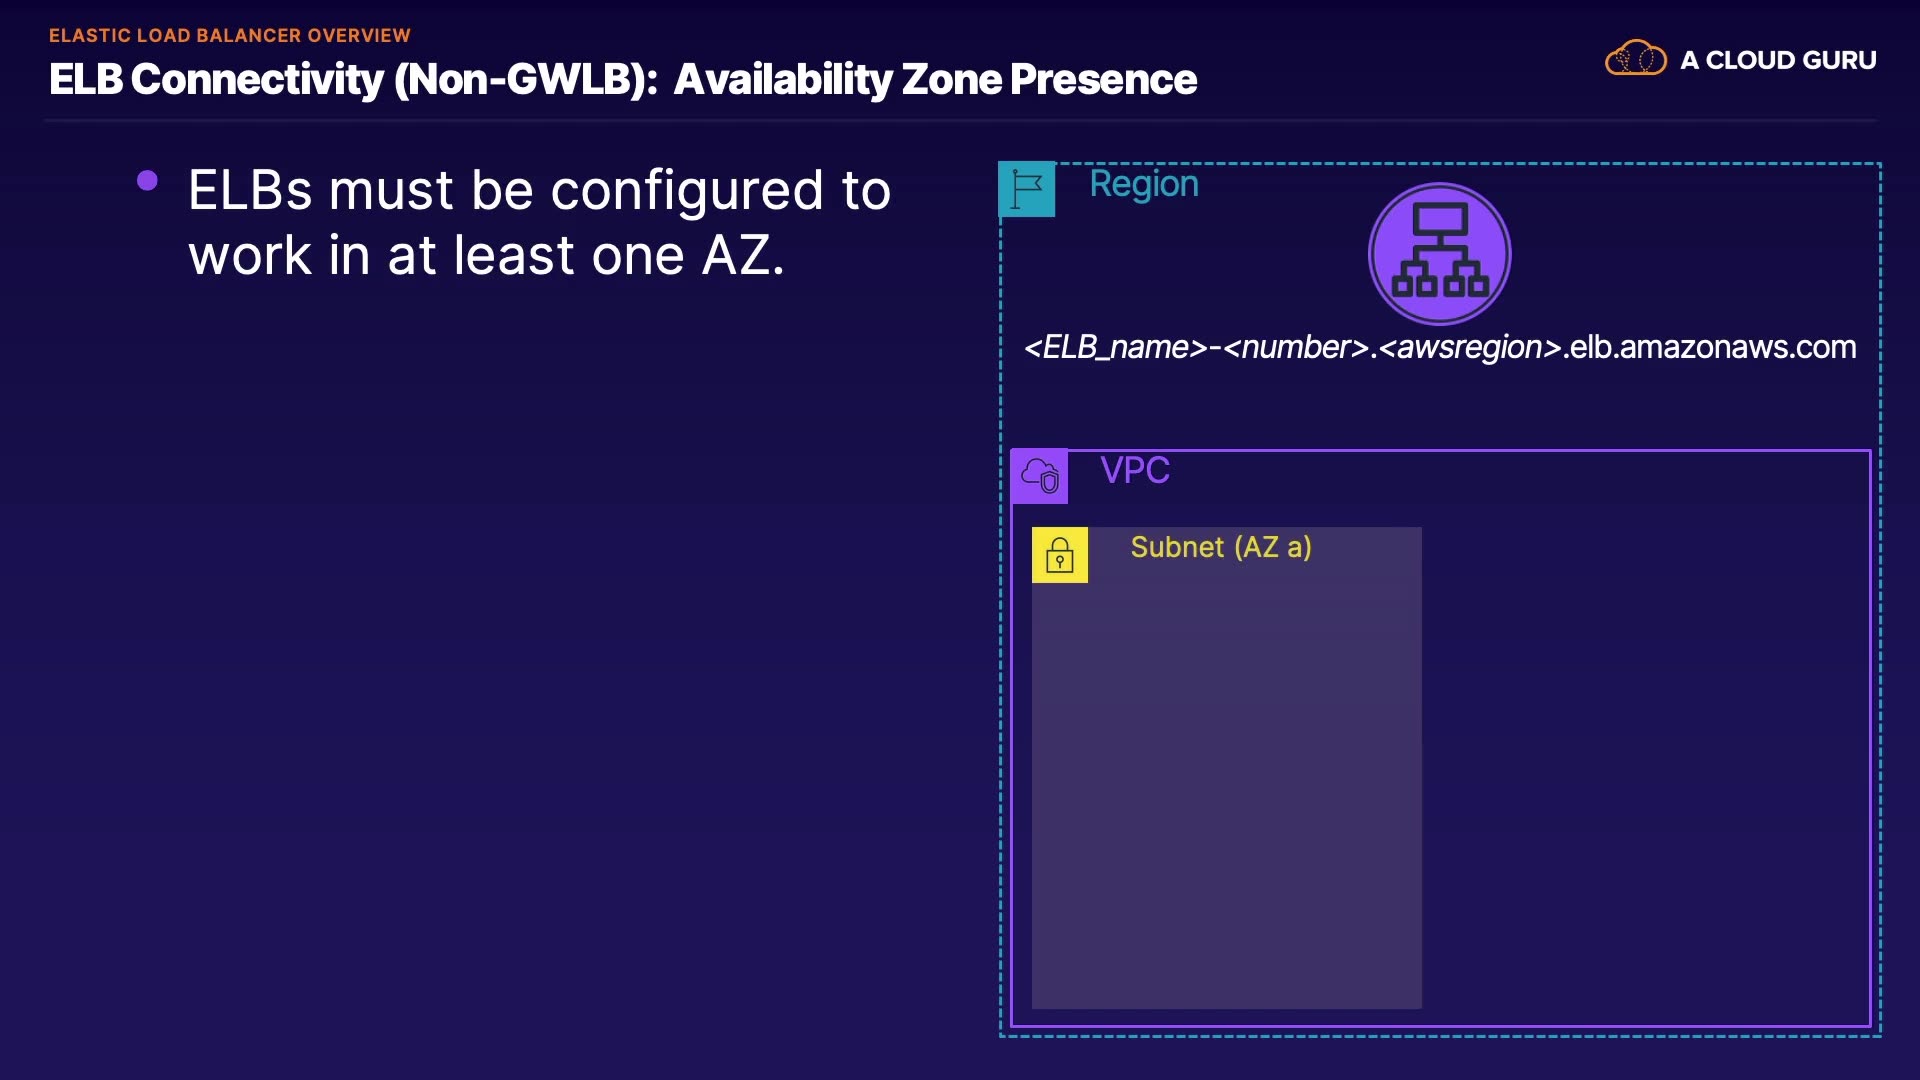 ELASTIC LOAD BALANCER OVERVIEW
ELB Connectivity (Non-GWLB): Availability Zone Presence
A CLOUD GURU
• ELBs must be configured to
work in at least one AZ.
Region
<ELB_name>-<number>.<awsregion>.elb.amazonaws.com
VPC
Subnet (AZ a)